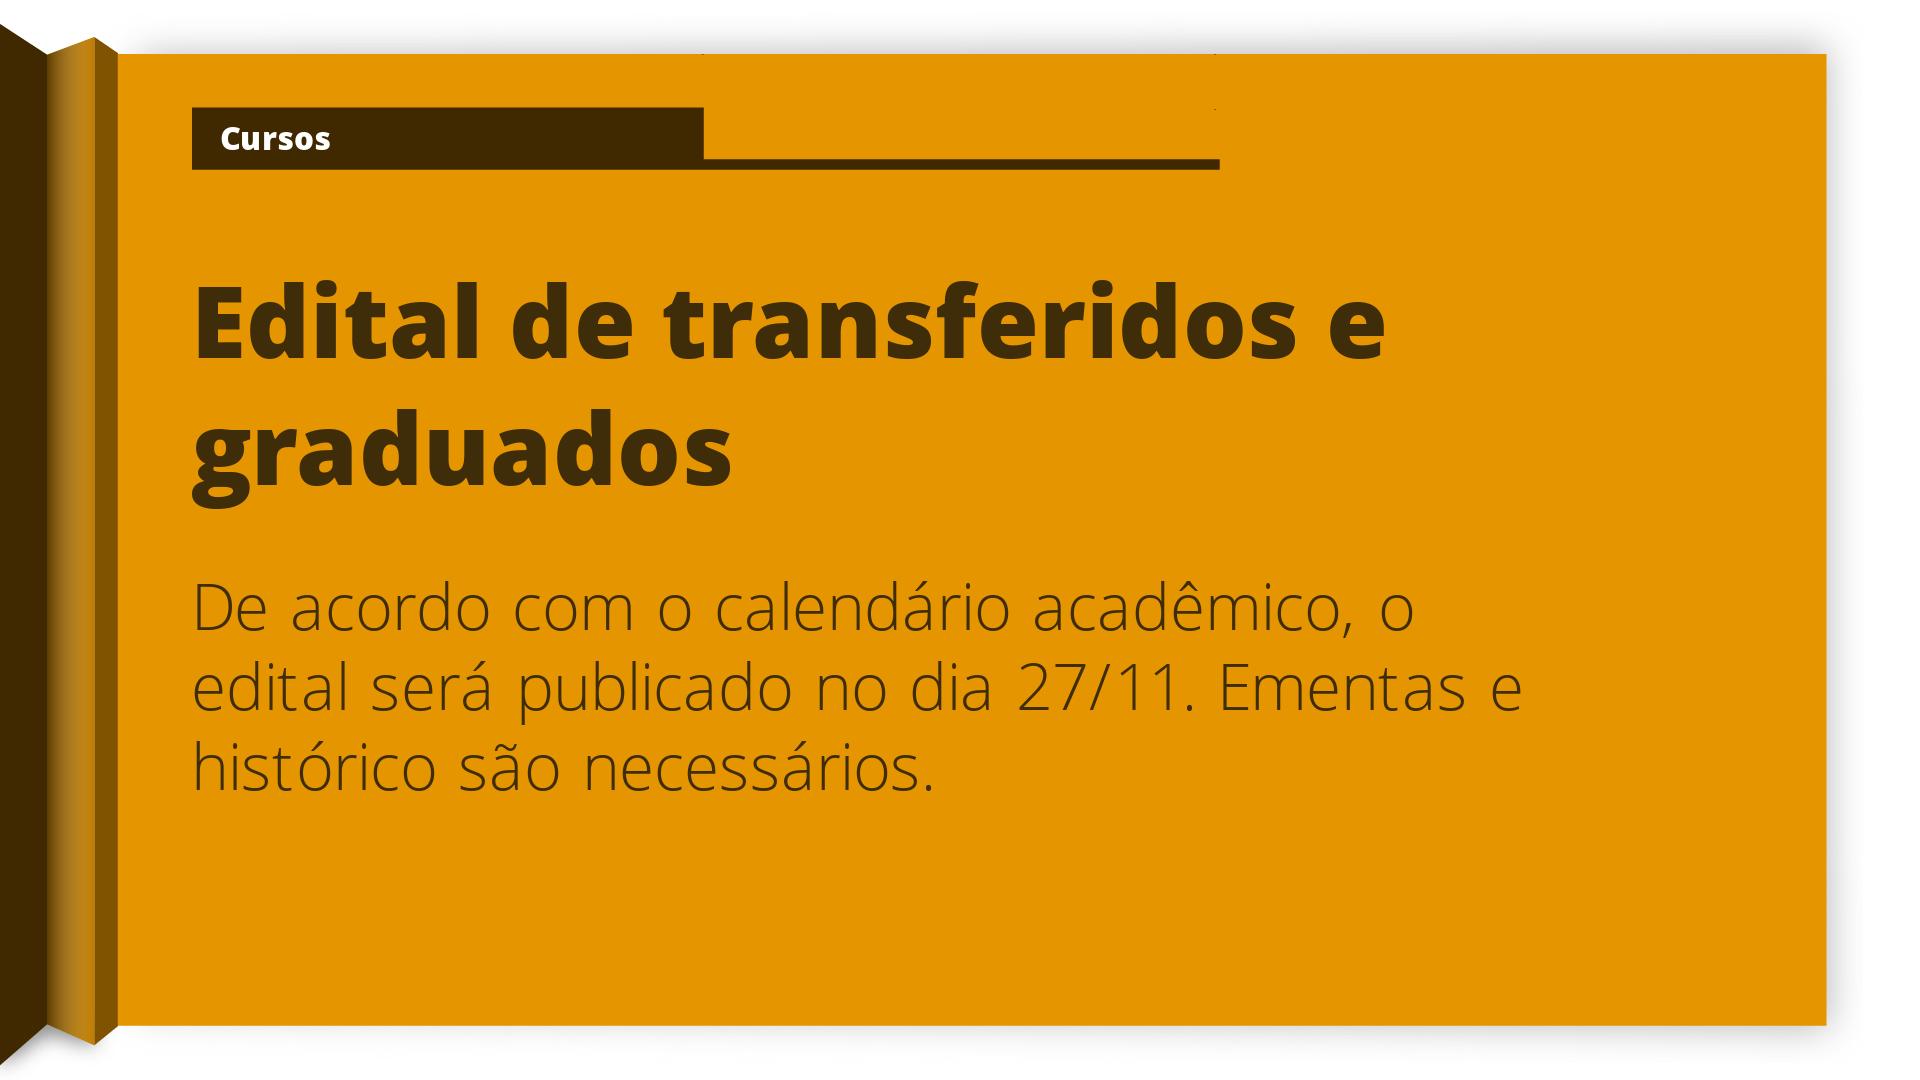 Cursos
Edital de transferidos e
graduados
De acordo com o calendário acadêmico, o
edital será publicado no dia 27/11. Ementas e
histórico são necessários.